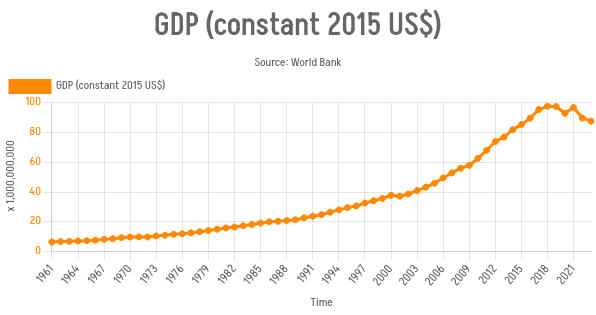 GDP (constant 2015 US$)
Source: World Bank
GDP (constant 2015 US$)
100
80
60
40
20
0
x 1,000,000,000
1961 1964 1967 1970 1973 1976 1979 1982 1985 1988 1991 1994 1997 2000 2003 2006 2009 2012 2015 2018 2021
Time